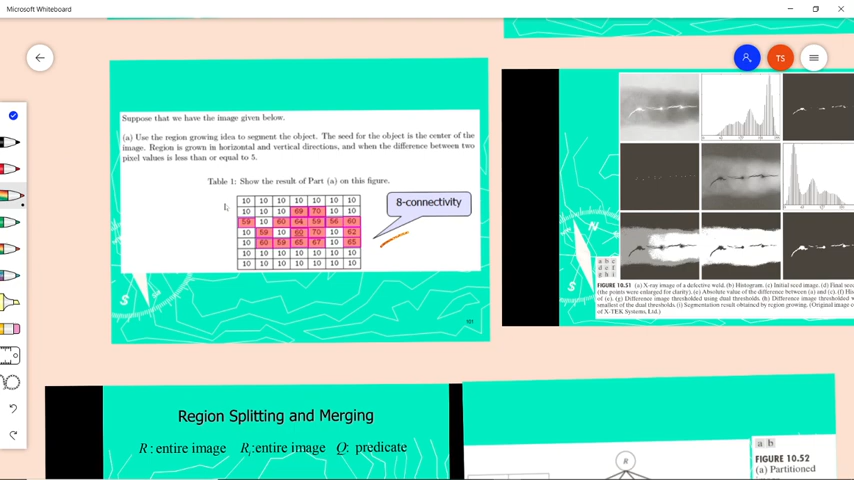 Microsoft Whiteboard
TS
Suppose that we have the image given below.
(a) Use the region growing idea to segment the object. The seed for the object is the center of the
image. Region is grown in horizontal and vertical directions, and when the difference between two
pixel values is less than or equal to 5.
Table 1: Show the result of Part (a) on this figure.
10 10 10 10 10 10 10
10 10 10 69 70 10 10
59 10 60 64 59 56 60
10 59 10 60 70 10 62
10 60 59 65 67 10 65
10 10 10 10 10 10 10
10 10 10 10 10 10 10
8-connectivity
S
101
N
S
a b c
d e f
g h i
FIGURE 10.51 (a) X-ray image of a defective weld. (b) Histogram. (c) Initial seed image. (d) Final see
(the points were enlarged for clarity). (e) Absolute value of the difference between (a) and (c). (f) His
of (e). (g) Difference image thresholded using dual thresholds. (h) Difference image thresholded w
smallest of the dual thresholds. (i) Segmentation result obtained by region growing. (Original image c
of X-TEK Systems, Ltd.)
Region Splitting and Merging
R : entire image Ri :entire image Q: predicate
R
a b
FIGURE 10.52
(a) Partitioned